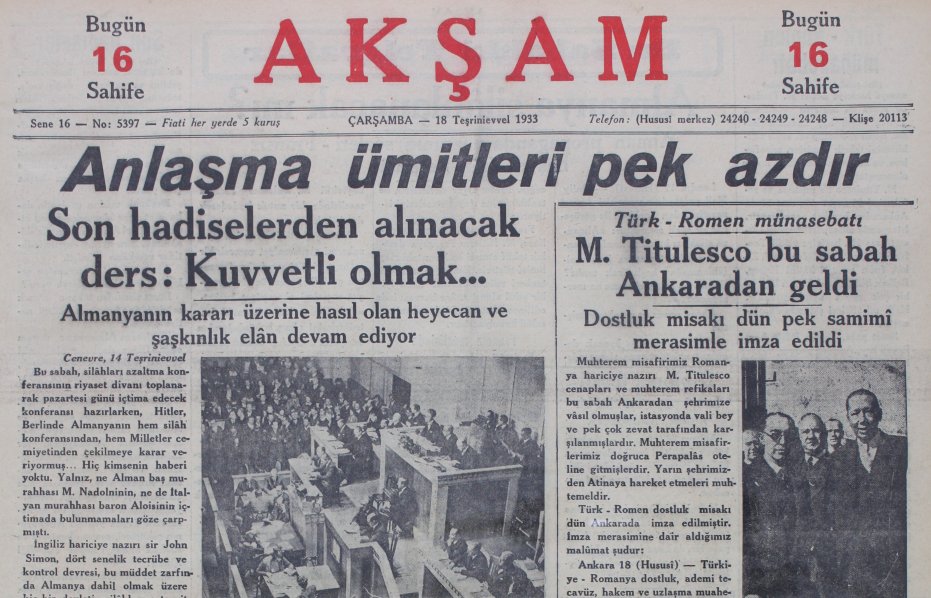 Bugün
16
Sahife
AKŞAM
Bugün
16
Sahife
Sene 16 — No: 5397 — Fiati her yerde 5 kuruş
ÇARŞAMBA — 18 Teşrinievvel 1933
Telefon: (Hususî merkez) 24240 - 24249 - 24248 — Klişe 20113
Anlaşma ümitleri pek azdır
Son hadiselerden alınacak
ders: Kuvvetli olmak...
Almanyanın kararı üzerine hasıl olan heyecan ve
şaşkınlık elân devam ediyor
Cenevre, 14 Teşrinievvel
Bu sabah, silâhları azaltma kon-
feransının riyaset divanı toplana-
rak pazartesi günü içtima edecek
konferansı hazırlarken, Hitler,
Berlinde Almanyanın hem silâh
konferansından, hem Milletler ce-
miyetinden çekilmeye karar ve-
riyormuş... Hiç kimsenin haberi
yoktu. Yalnız, ne Alman baş mu-
rahhası M. Nadolninin, ne de İtal-
yan murahhası baron Aloisinin iç-
timada bulunmamaları göze çarp-
mıştı.
İngiliz hariciye nazırı sir John
Simon, dört senelik tecrübe ve
kontrol devresi, bu müddet zarfın-
da Almanya dahil olmak üzere
Türk - Romen münasebatı
M. Titulesco bu sabah
Ankaradan geldi
Dostluk misakı dün pek samimî
merasimle imza edildi
Muhterem misafirimiz Roman-
ya hariciye nazırı M. Titulesco
cenapları ve muhterem refikaları
bu sabah Ankaradan şehrimize
vâsıl olmuşlar, istasyonda vali bey
ve pek çok zevat tarafından kar-
şılanmışlardır. Muhterem misafir-
lerimiz doğruca Perapalâs ote-
line gitmişlerdir. Yarın şehrimiz-
den Atinaya hareket etmeleri muh-
temeldir.
Türk - Romen dostluk misakı
dün Ankarada imza edilmiştir.
İmza merasimine dair aldığımız
malûmat şudur:
Ankara 18 (Hususî) — Türki-
ye - Romanya dostluk, ademi te-
cavüz, hakem ve uzlaşma muahe-